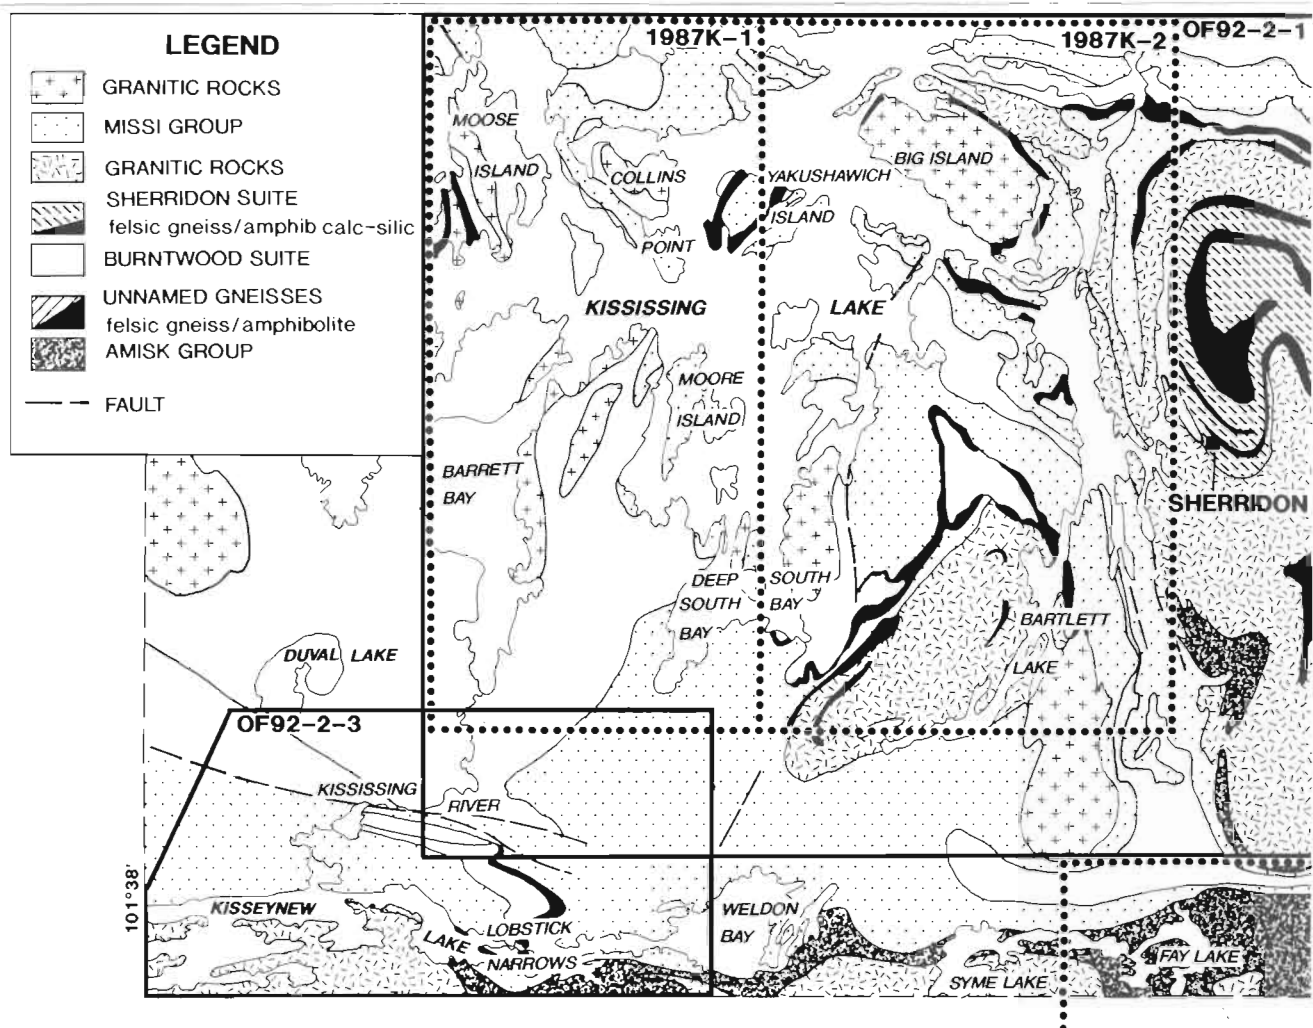 LEGEND
GRANITIC ROCKS
MISSI GROUP
GRANITIC ROCKS
SHERRIDON SUITE
felsic gneiss/amphib calc-silic
BURNTWOOD SUITE
UNNAMED GNEISSES
felsic gneiss/amphibolite
AMISK GROUP
FAULT
1987K-1
1987K-2
OF92-2-1
MOOSE
ISLAND
COLLINS
POINT
YAKUSHAWICH
ISLAND
BIG ISLAND
KISSISSING
LAKE
MOORE
ISLAND
BARRETT
BAY
SHERRIDON
DEEP
SOUTH
BAY
SOUTH
BAY
BARTLETT
LAKE
DUVAL LAKE
OF92-2-3
KISSISSING
RIVER
101°38'
KISSEYNEW
LAKE
LOBSTICK
NARROWS
WELDON
BAY
SYME LAKE
FAY LAKE